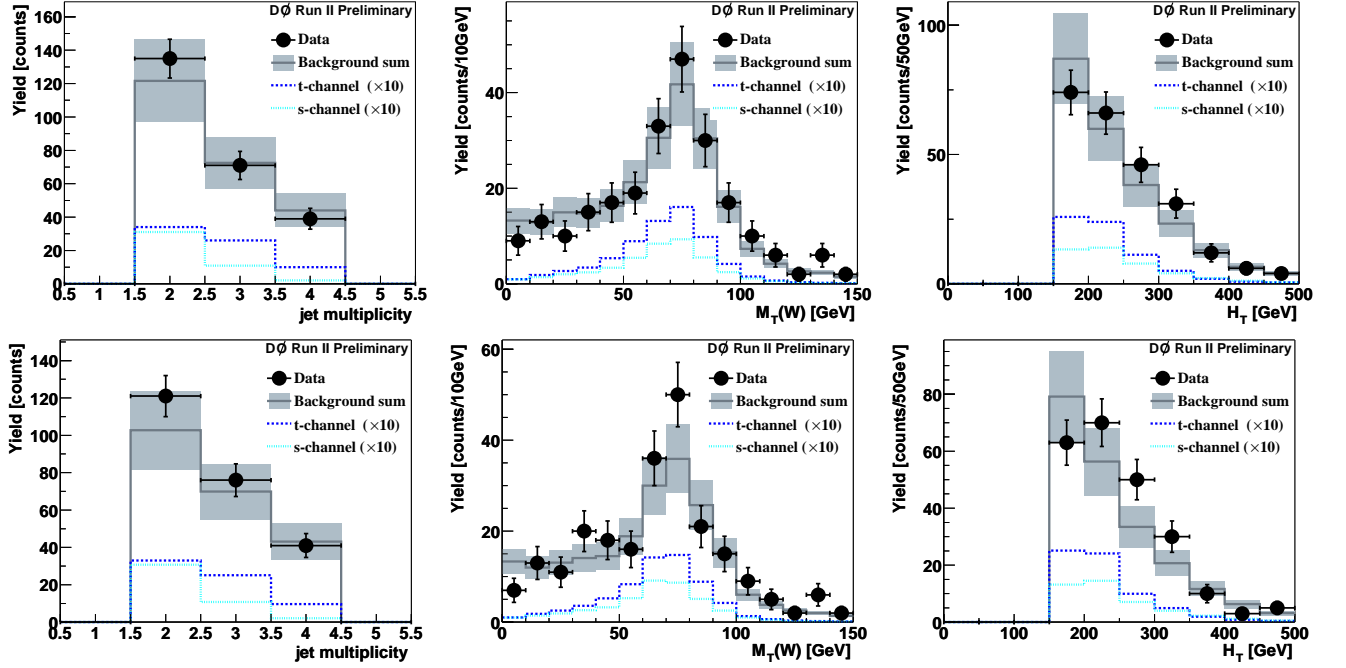 DØ Run II Preliminary
Data
Background sum
t-channel (×10)
s-channel (×10)
Yield [counts]
160
140
120
100
80
60
40
20
0
0.5 1 1.5 2 2.5 3 3.5 4 4.5 5 5.5
jet multiplicity
DØ Run II Preliminary
Data
Background sum
t-channel (×10)
s-channel (×10)
Yield [counts/10GeV]
40
20
0
0 50 100 150
M_T(W) [GeV]
DØ Run II Preliminary
Data
Background sum
t-channel (×10)
s-channel (×10)
Yield [counts/50GeV]
100
50
0
0 100 200 300 400 500
H_T [GeV]
DØ Run II Preliminary
Data
Background sum
t-channel (×10)
s-channel (×10)
Yield [counts]
140
120
100
80
60
40
20
0
0.5 1 1.5 2 2.5 3 3.5 4 4.5 5 5.5
jet multiplicity
DØ Run II Preliminary
Data
Background sum
t-channel (×10)
s-channel (×10)
Yield [counts/10GeV]
60
40
20
0
0 50 100 150
M_T(W) [GeV]
DØ Run II Preliminary
Data
Background sum
t-channel (×10)
s-channel (×10)
Yield [counts/50GeV]
80
60
40
20
0
0 100 200 300 400 500
H_T [GeV]